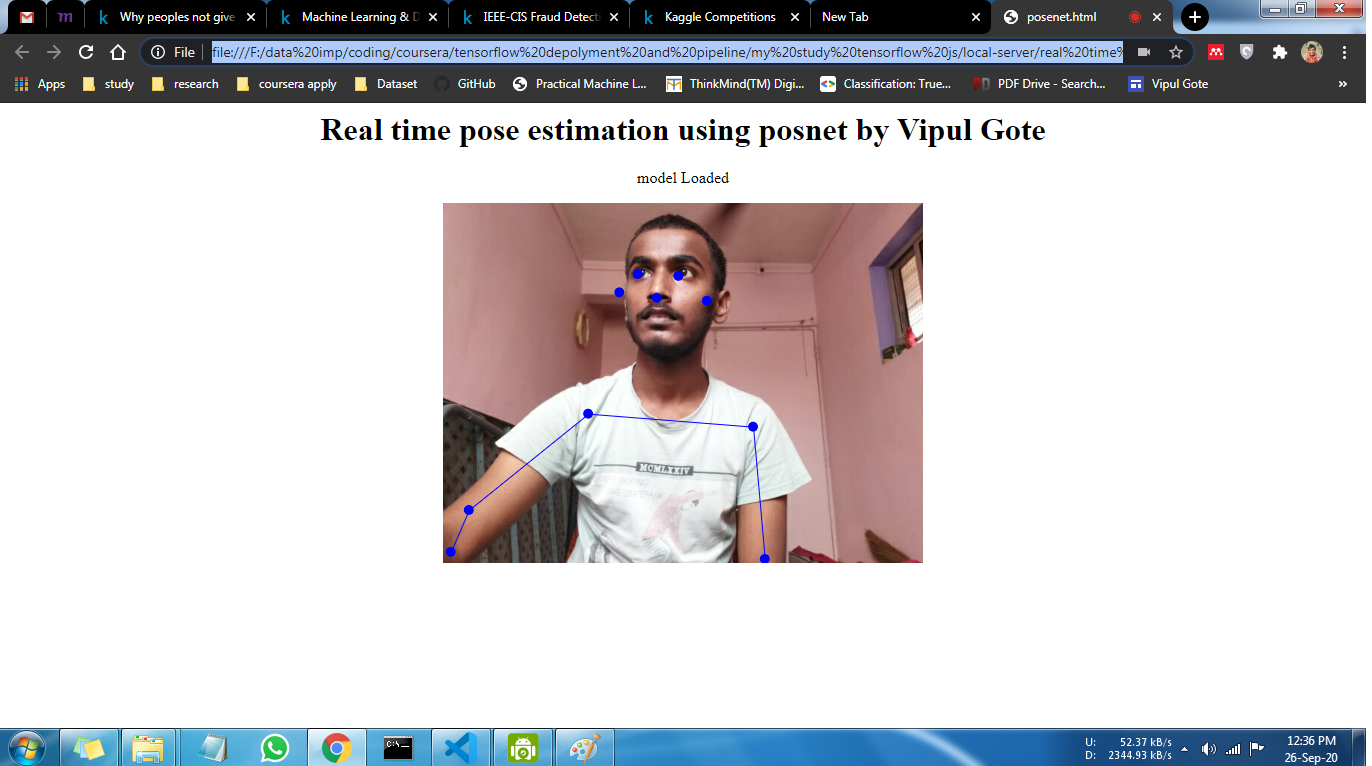 Why peoples not give
Machine Learning & D
IEEE-CIS Fraud Detecti
Kaggle Competitions
New Tab
posenet.html
File
file:///F:/data%20imp/coding/coursera/tensorflow%20depolyment%20and%20pipeline/my%20study%20tensorflow%20js/local-server/real%20time%
Apps
study
research
coursera apply
Dataset
GitHub
Practical Machine L...
ThinkMind(TM) Digi...
Classification: True...
PDF Drive - Search...
Vipul Gote
»
Real time pose estimation using posnet by Vipul Gote
model Loaded
MCMLXXIV
U: 52.37 kB/s
D: 2344.93 kB/s
12:36 PM
26-Sep-20